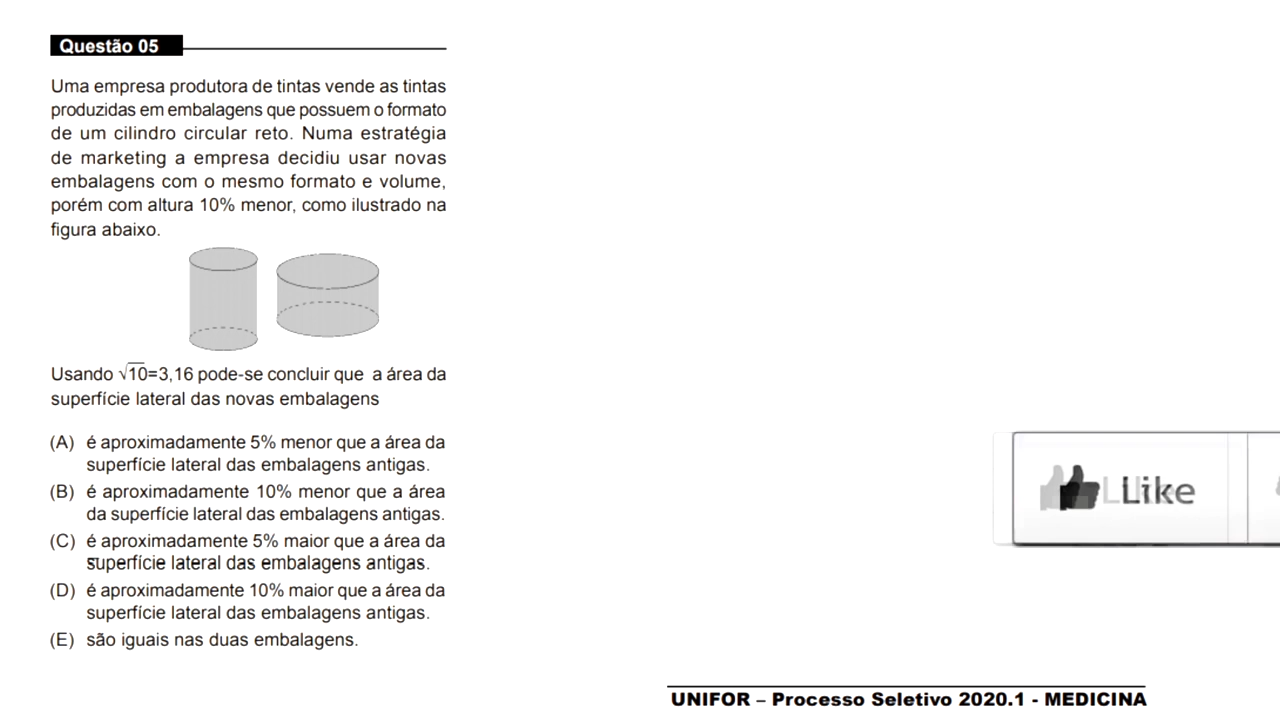 Questão 05
Uma empresa produtora de tintas vende as tintas
produzidas em embalagens que possuem o formato
de um cilindro circular reto. Numa estratégia
de marketing a empresa decidiu usar novas
embalagens com o mesmo formato e volume,
porém com altura 10% menor, como ilustrado na
figura abaixo.
Usando √10=3,16 pode-se concluir que a área da
superfície lateral das novas embalagens
(A) é aproximadamente 5% menor que a área da
superfície lateral das embalagens antigas.
(B) é aproximadamente 10% menor que a área
da superfície lateral das embalagens antigas.
(C) é aproximadamente 5% maior que a área da
superfície lateral das embalagens antigas.
(D) é aproximadamente 10% maior que a área da
superfície lateral das embalagens antigas.
(E) são iguais nas duas embalagens.
Like
UNIFOR – Processo Seletivo 2020.1 - MEDICINA